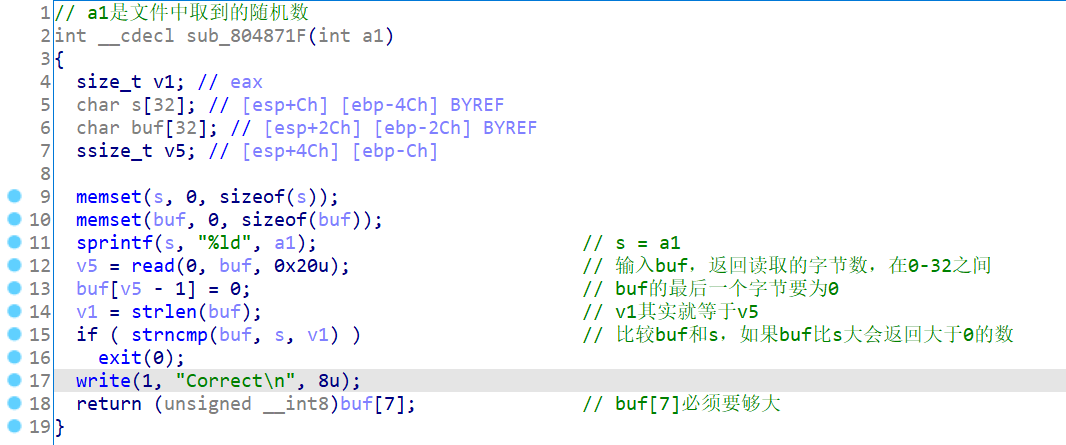 1 // a1是文件中取到的随机数
2 int __cdecl sub_804871F(int a1)
3 {
4 size_t v1; // eax
5 char s[32]; // [esp+Ch] [ebp-4Ch] BYREF
6 char buf[32]; // [esp+2Ch] [ebp-2Ch] BYREF
7 ssize_t v5; // [esp+4Ch] [ebp-Ch]
8
9 memset(s, 0, sizeof(s));
10 memset(buf, 0, sizeof(buf));
11 sprintf(s, "%ld", a1); // s = a1
12 v5 = read(0, buf, 0x20u); // 输入buf，返回读取的字节数，在0-32之间
13 buf[v5 - 1] = 0; // buf的最后一个字节要为0
14 v1 = strlen(buf); // v1其实就等于v5
15 if ( strncmp(buf, s, v1) ) // 比较buf和s，如果buf比s大会返回大于0的数
16 exit(0);
17 write(1, "Correct\n", 8u);
18 return (unsigned __int8)buf[7]; // buf[7]必须要够大
19 }